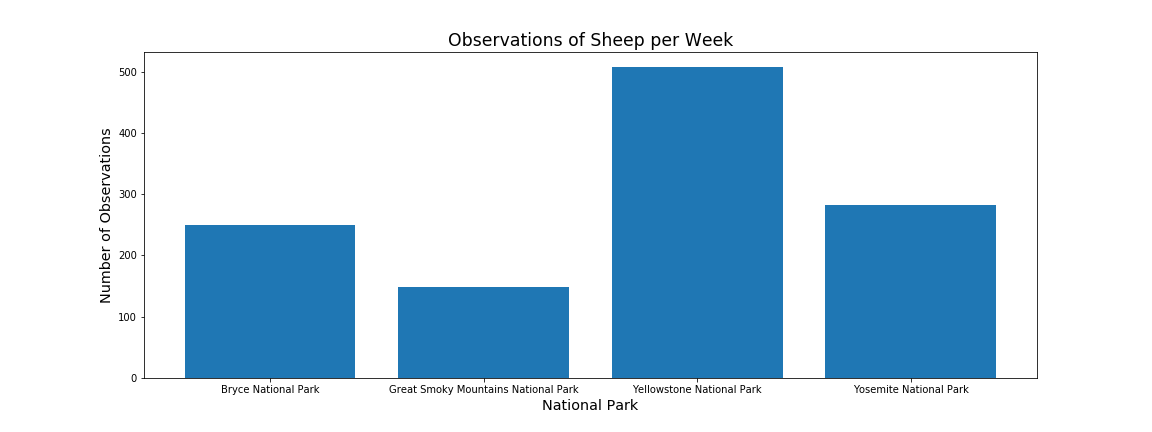 Observations of Sheep per Week
Number of Observations
500
400
300
200
100
0
Bryce National Park
Great Smoky Mountains National Park
Yellowstone National Park
Yosemite National Park
National Park